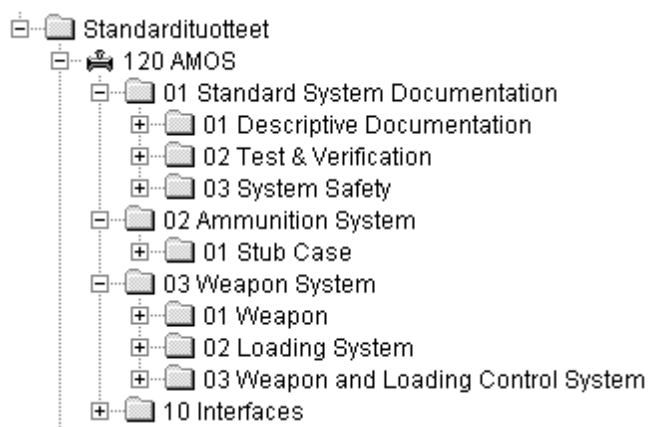 Standardituotteet
120 AMOS
01 Standard System Documentation
01 Descriptive Documentation
02 Test & Verification
03 System Safety
02 Ammunition System
01 Stub Case
03 Weapon System
01 Weapon
02 Loading System
03 Weapon and Loading Control System
10 Interfaces